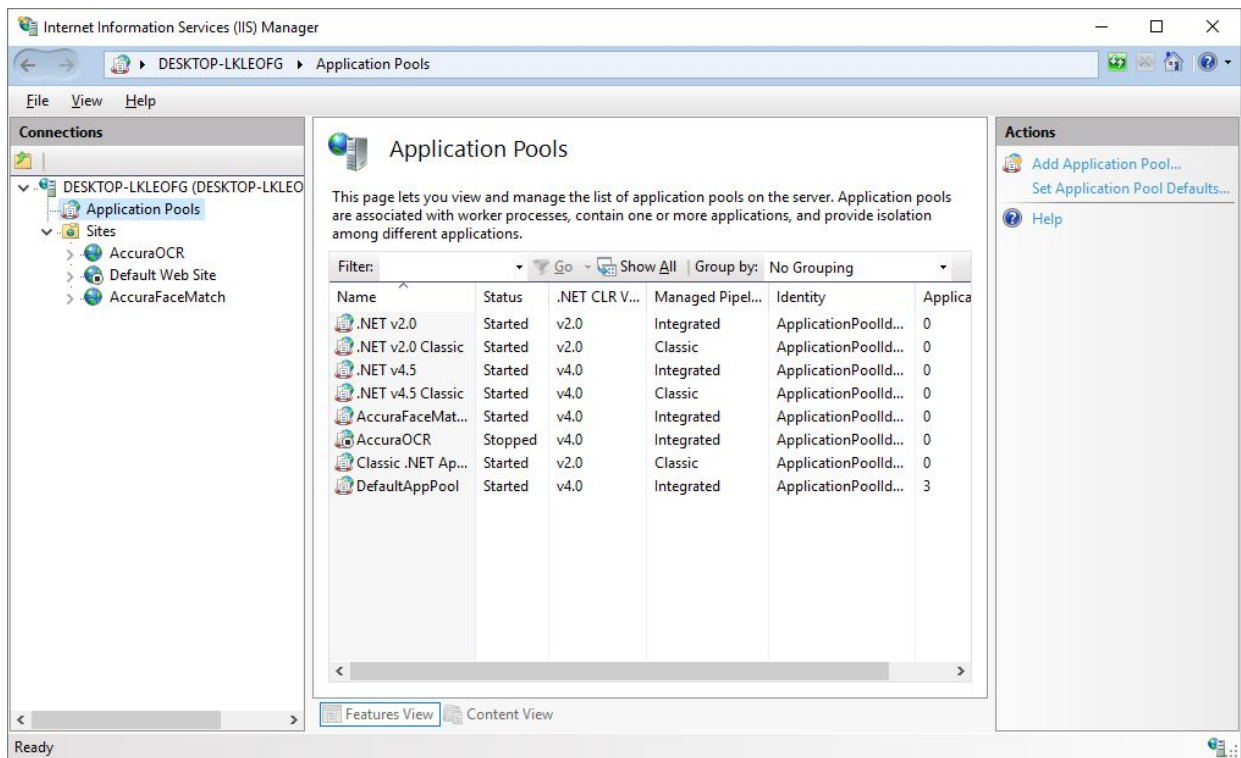 Internet Information Services (IIS) Manager
DESKTOP-LKLEOFG
Application Pools
File View Help
Connections
DESKTOP-LKLEOFG (DESKTOP-LKLEO
Application Pools
Sites
AccuraOCR
Default Web Site
AccuraFaceMatch
Application Pools
This page lets you view and manage the list of application pools on the server. Application pools
are associated with worker processes, contain one or more applications, and provide isolation
among different applications.
Filter: Go Show All Group by: No Grouping
Name Status .NET CLR V... Managed Pipel... Identity Applica
.NET v2.0 Started v2.0 Integrated ApplicationPoolId... 0
.NET v2.0 Classic Started v2.0 Classic ApplicationPoolId... 0
.NET v4.5 Started v4.0 Integrated ApplicationPoolId... 0
.NET v4.5 Classic Started v4.0 Classic ApplicationPoolId... 0
AccuraFaceMat... Started v4.0 Integrated ApplicationPoolId... 0
AccuraOCR Stopped v4.0 Integrated ApplicationPoolId... 0
Classic .NET Ap... Started v2.0 Classic ApplicationPoolId... 0
DefaultAppPool Started v4.0 Integrated ApplicationPoolId... 3
Features View Content View
Actions
Add Application Pool...
Set Application Pool Defaults...
Help
Ready